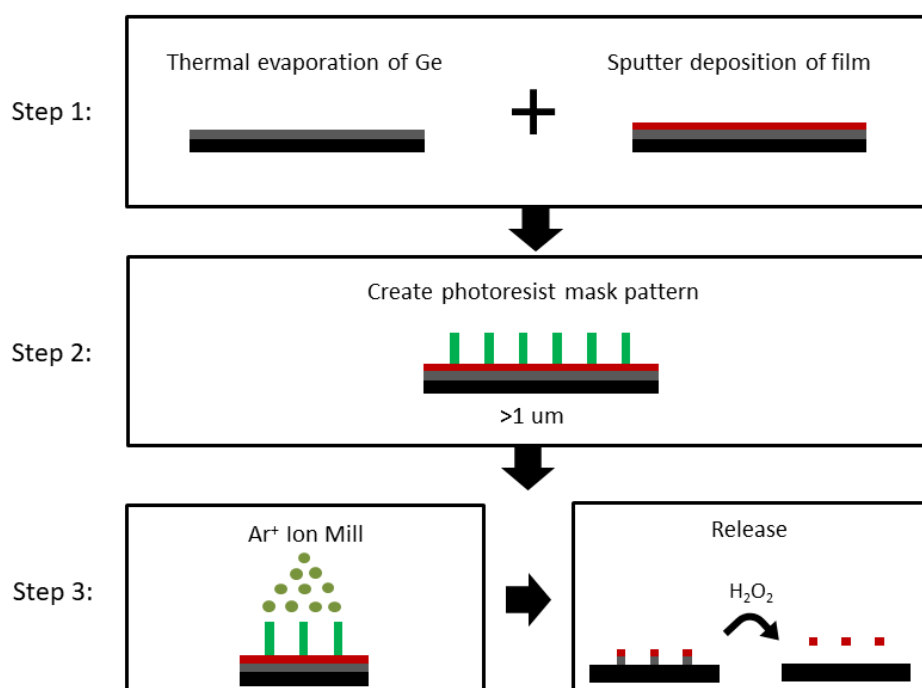 Step 1:
Thermal evaporation of Ge
Sputter deposition of film
Step 2:
Create photoresist mask pattern
>1 um
Step 3:
Ar⁺ Ion Mill
Release
H₂O₂